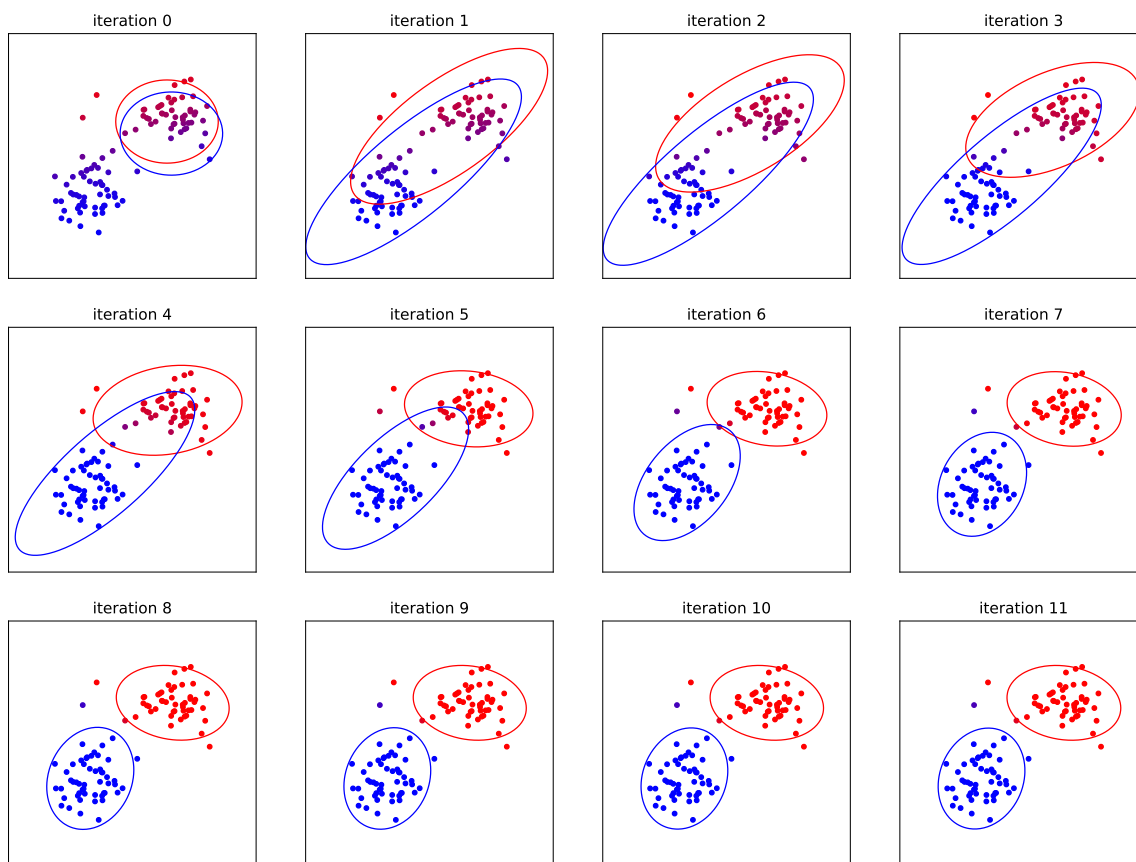 iteration 0
iteration 1
iteration 2
iteration 3
iteration 4
iteration 5
iteration 6
iteration 7
iteration 8
iteration 9
iteration 10
iteration 11